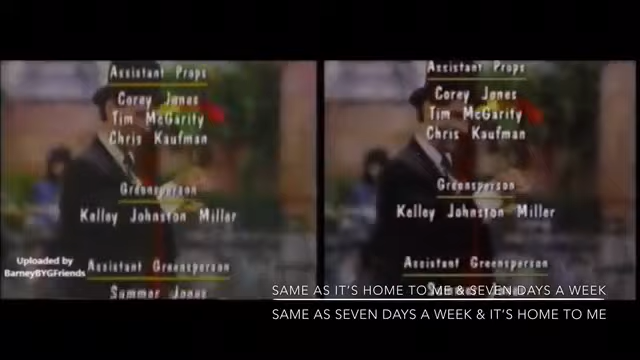 Assistant Props
Corey Jones
Tim McGarity
Chris Kaufman
Greensperson
Kelley Johnston Miller
Assistant Greensperson
Summer Jones
Uploaded by
BarneyBYGFriends
Assistant Props
Corey Jones
Tim McGarity
Chris Kaufman
Greensperson
Kelley Johnston Miller
Assistant Greensperson
SAME AS IT'S HOME TO ME & SEVEN DAYS A WEEK
SAME AS SEVEN DAYS A WEEK & IT'S HOME TO ME